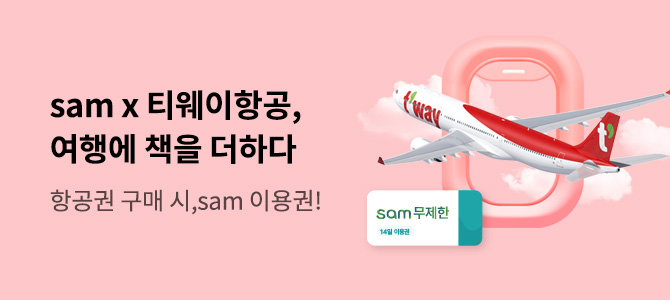 sam x 티웨이항공,
여행에 책을 더하다
항공권 구매 시,sam 이용권!
t'way
t
sam 무제한
14일 이용권